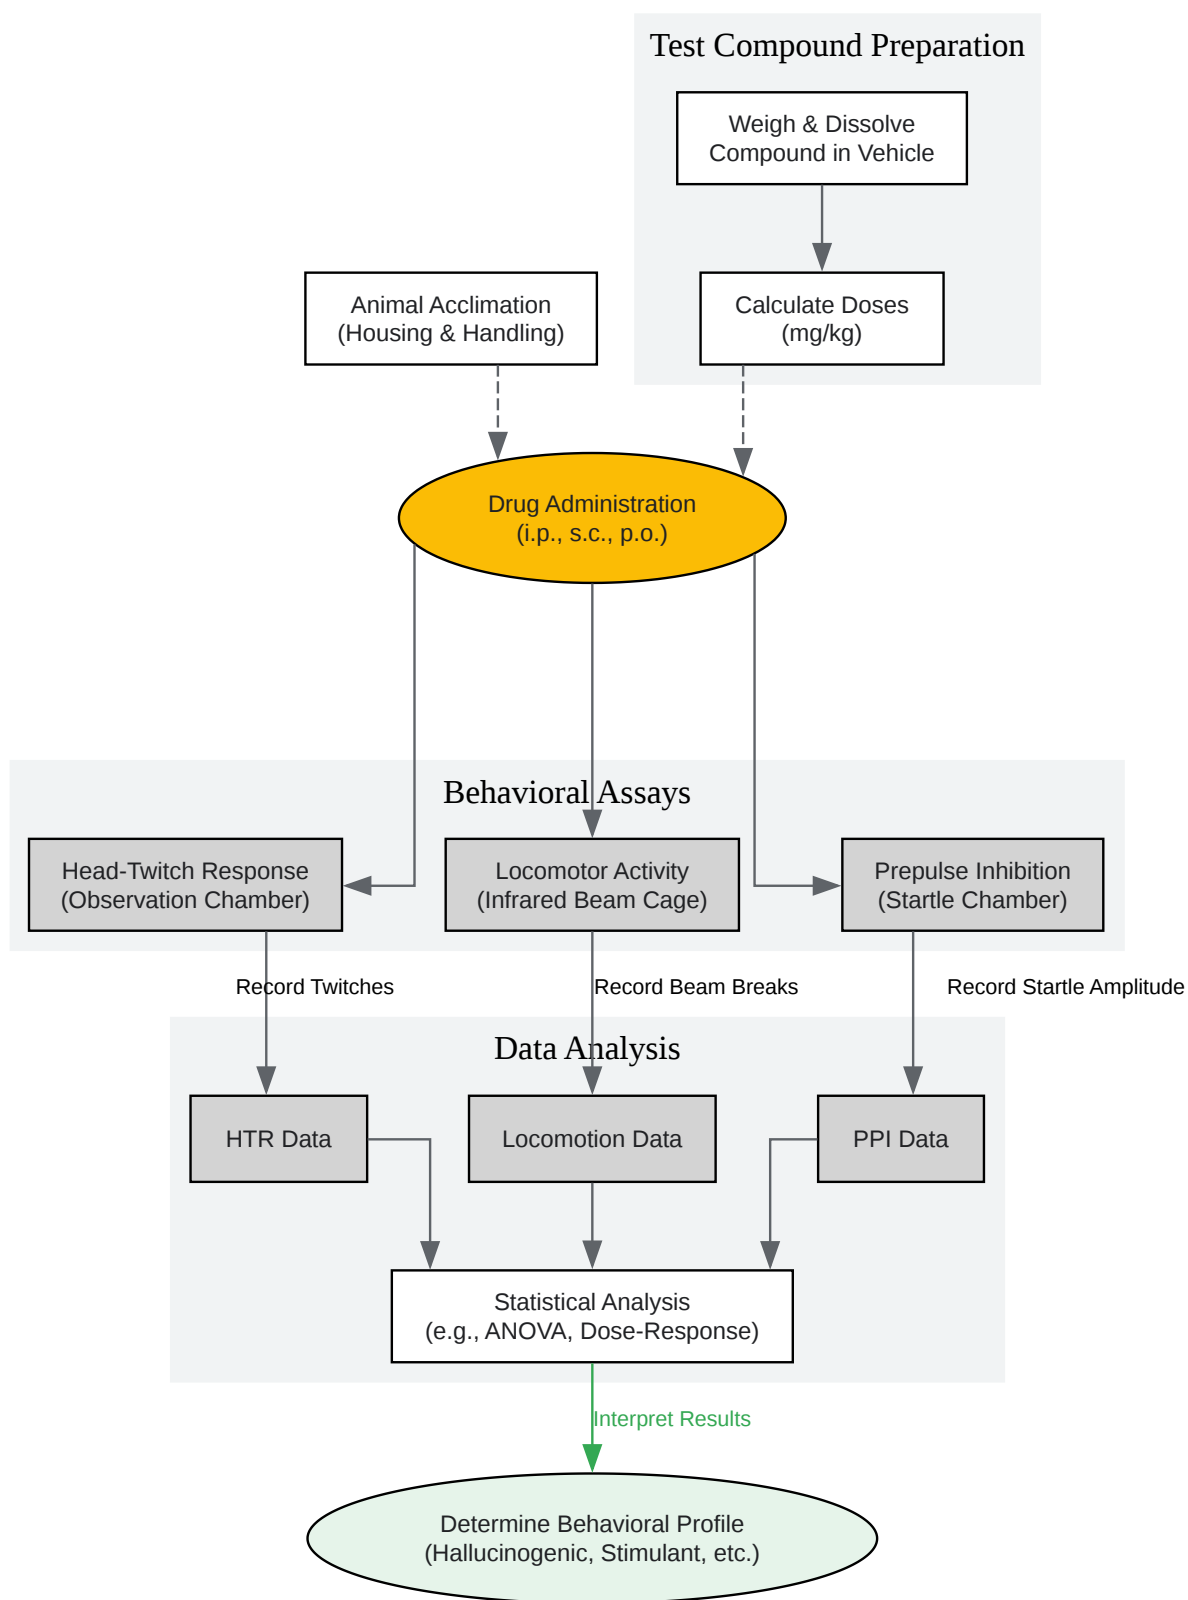 Test Compound Preparation
Weigh & Dissolve
Compound in Vehicle
Animal Acclimation
(Housing & Handling)
Calculate Doses
(mg/kg)
Drug Administration
(i.p., s.c., p.o.)
Behavioral Assays
Head-Twitch Response
(Observation Chamber)
Locomotor Activity
(Infrared Beam Cage)
Prepulse Inhibition
(Startle Chamber)
Record Twitches
Record Beam Breaks
Record Startle Amplitude
Data Analysis
HTR Data
Locomotion Data
PPI Data
Statistical Analysis
(e.g., ANOVA, Dose-Response)
Interpret Results
Determine Behavioral Profile
(Hallucinogenic, Stimulant, etc.)